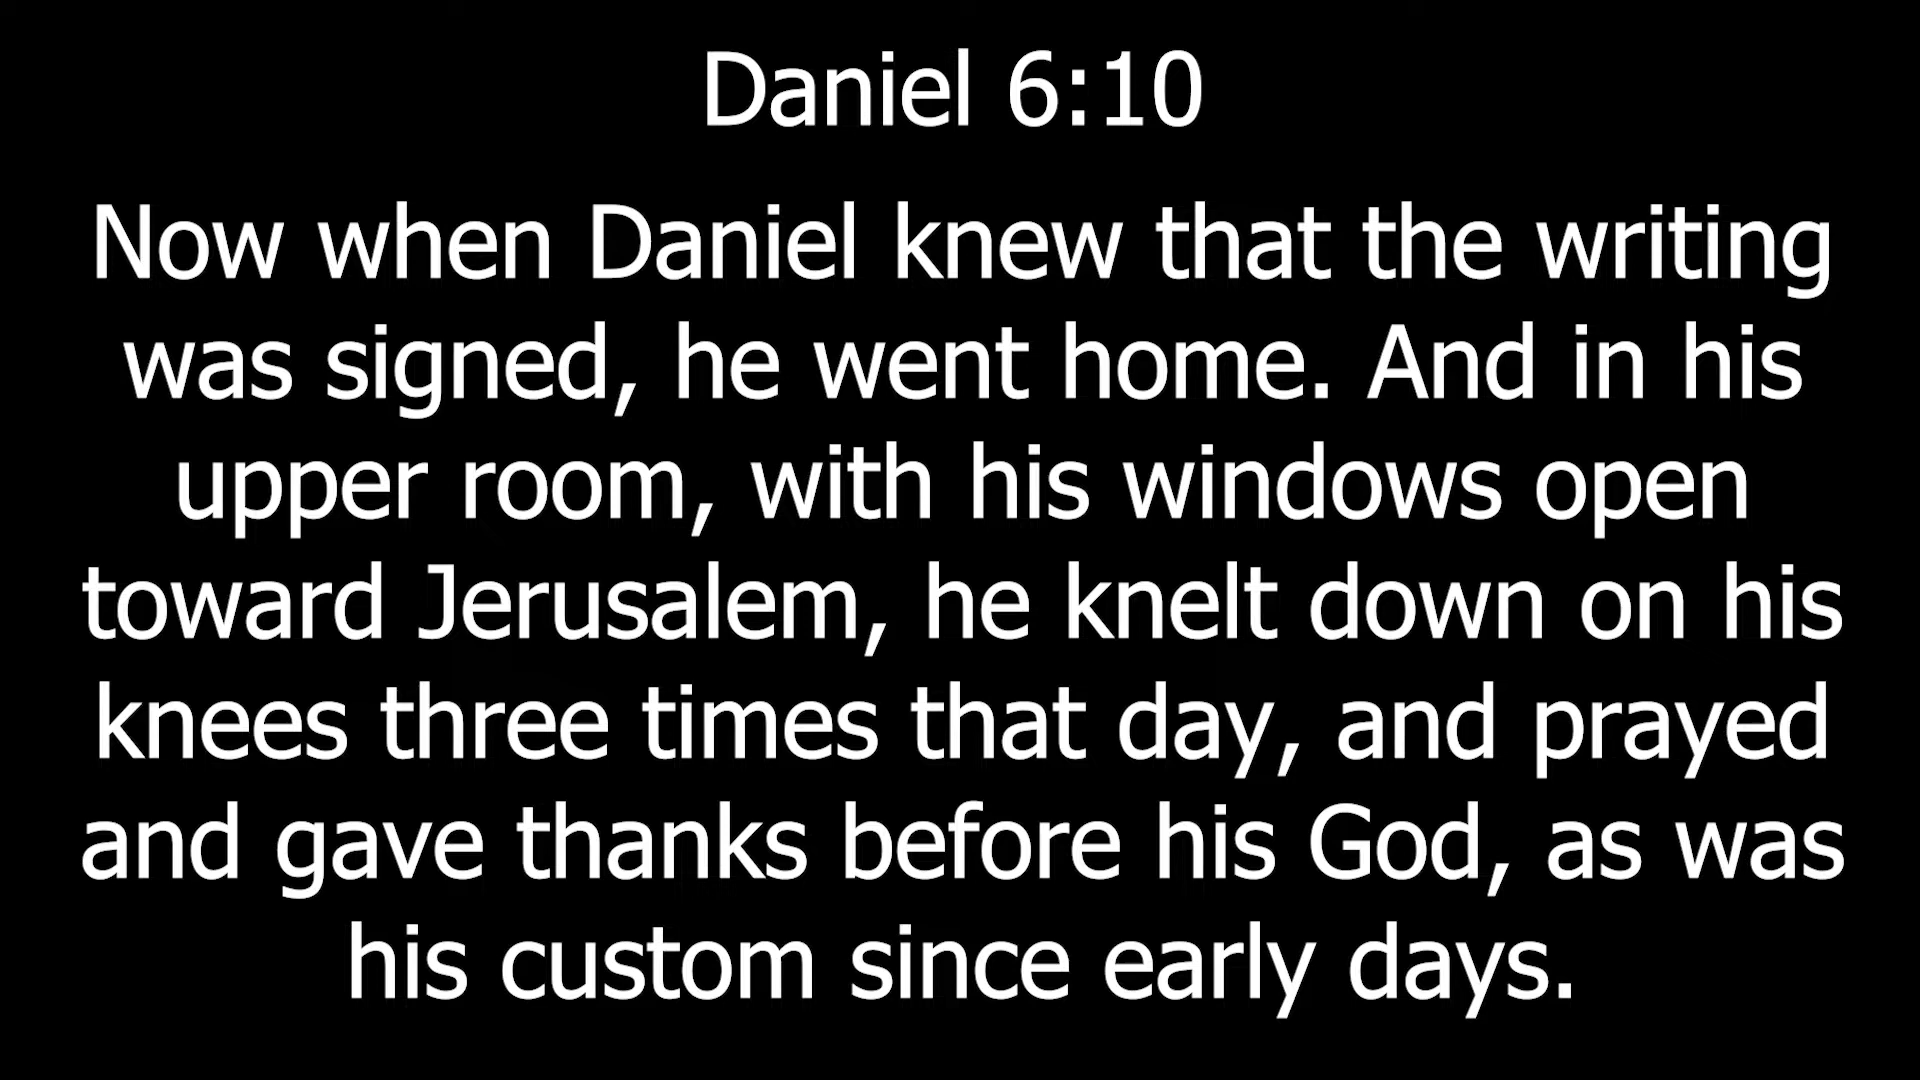 Daniel 6:10
Now when Daniel knew that the writing
was signed, he went home. And in his
upper room, with his windows open
toward Jerusalem, he knelt down on his
knees three times that day, and prayed
and gave thanks before his God, as was
his custom since early days.